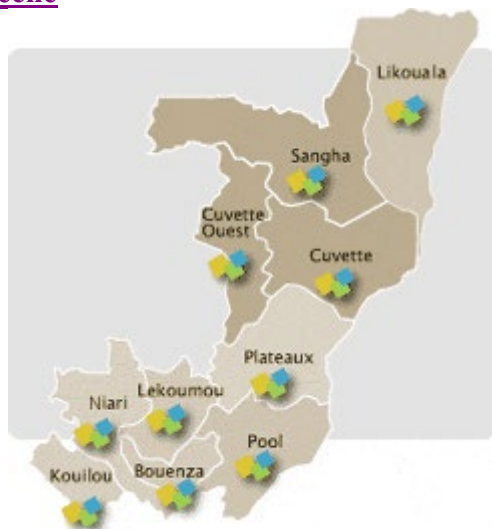 Likouala
Sangha
Cuvette
Ouest
Cuvette
Plateaux
Niari
Lekoumou
Pool
Kouilou
Bouenza